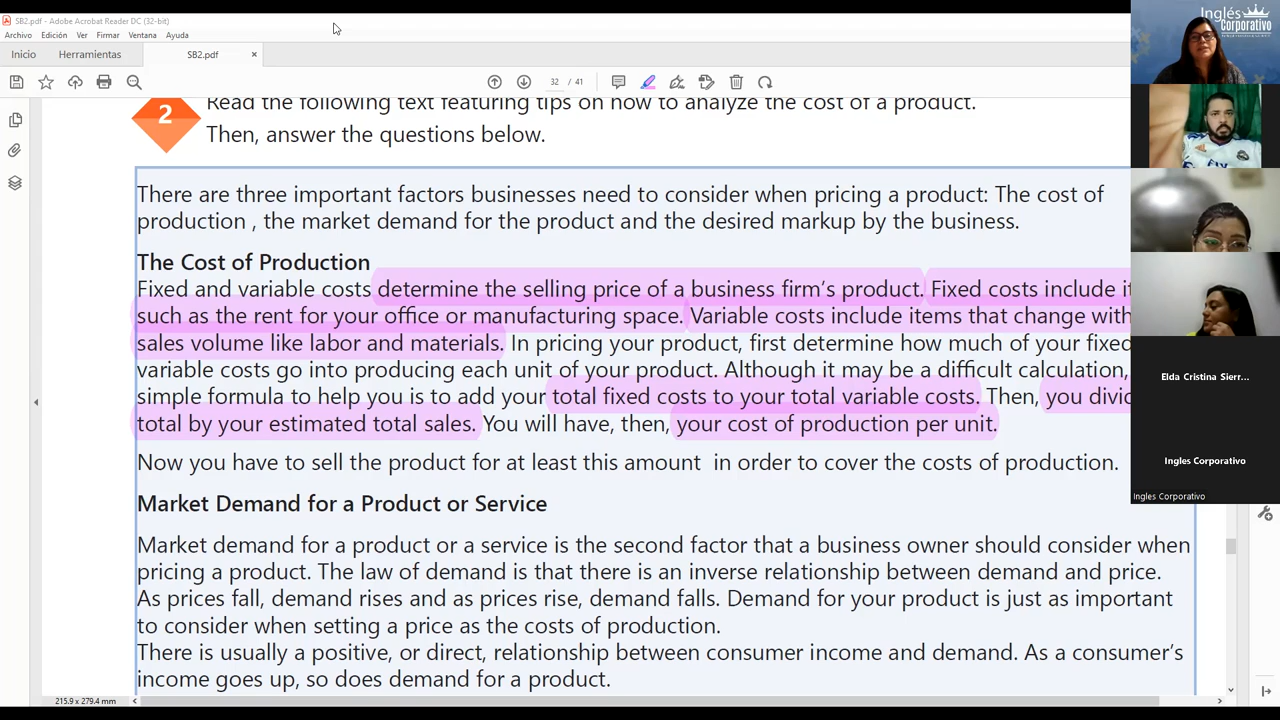 SB2.pdf - Adobe Acrobat Reader DC (32-bit)
Archivo Edición Ver Firmar Ventana Ayuda
Inicio Herramientas SB2.pdf ×
32 / 41
2
Read the following text featuring tips on how to analyze the cost of a product.
Then, answer the questions below.
There are three important factors businesses need to consider when pricing a product: The cost of
production , the market demand for the product and the desired markup by the business.
The Cost of Production
Fixed and variable costs determine the selling price of a business firm's product. Fixed costs include
such as the rent for your office or manufacturing space. Variable costs include items that change with
sales volume like labor and materials. In pricing your product, first determine how much of your fixed
variable costs go into producing each unit of your product. Although it may be a difficult calculation,
simple formula to help you is to add your total fixed costs to your total variable costs. Then, you
total by your estimated total sales. You will have, then, your cost of production per unit.
Now you have to sell the product for at least this amount in order to cover the costs of production.
Market Demand for a Product or Service
Market demand for a product or a service is the second factor that a business owner should consider when
pricing a product. The law of demand is that there is an inverse relationship between demand and price.
As prices fall, demand rises and as prices rise, demand falls. Demand for your product is just as important
to consider when setting a price as the costs of production.
There is usually a positive, or direct, relationship between consumer income and demand. As a consumer's
income goes up, so does demand for a product.
215.9 x 279.4 mm
Inglés
Corporativo
Elda Cristina Sierr...
Ingles Corporativo
Ingles Corporativo